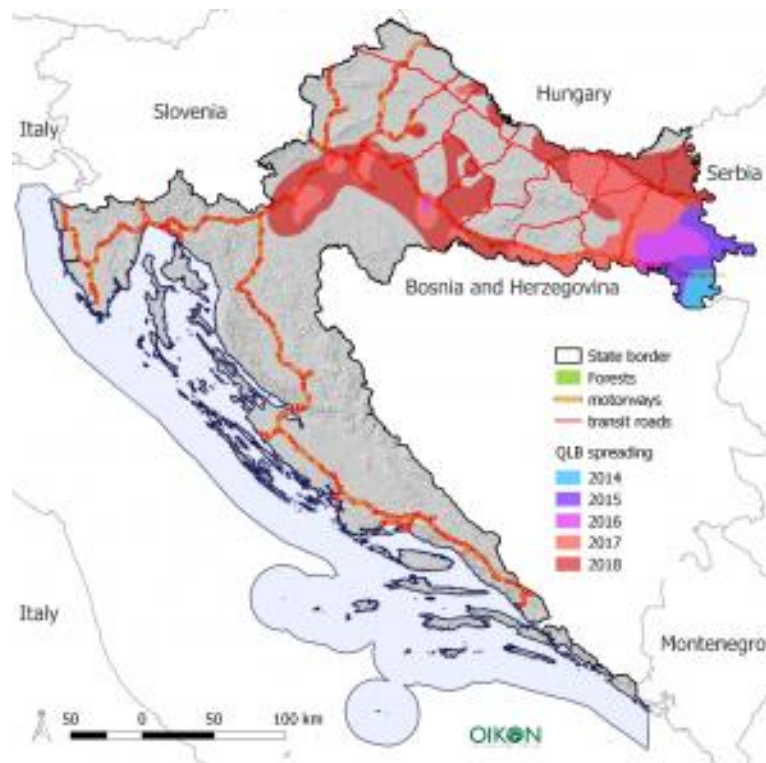 Hungary
Slovenia
Italy
Serbia
Bosnia and Herzegovina
State border
Forests
motorways
transit roads
QLB spreading
2014
2015
2016
2017
2018
Italy
Montenegro
50 0 50 100 km
OIKON